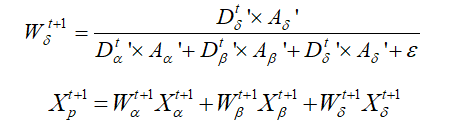 W_δ^{t+1} = \frac{D_δ^t ' × A_δ '}{D_α^t ' × A_α ' + D_β^t ' × A_β ' + D_δ^t ' × A_δ ' + ε}
X_p^{t+1} = W_α^{t+1} X_α^{t+1} + W_β^{t+1} X_β^{t+1} + W_δ^{t+1} X_δ^{t+1}